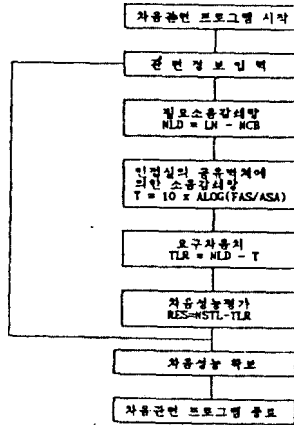 차음관련 프로그램 시작
관련정보입력
필요소음감쇠량
NLD = LN - NCB
인접실의 공유벽체에
의한 소음감쇠량
T = 10 x ALOG(FAS/ASA)
요구차음치
TLR = NLD - T
차음성능평가
RES=NSTL-TLR
차음성능 확보
차음관련 프로그램 종료